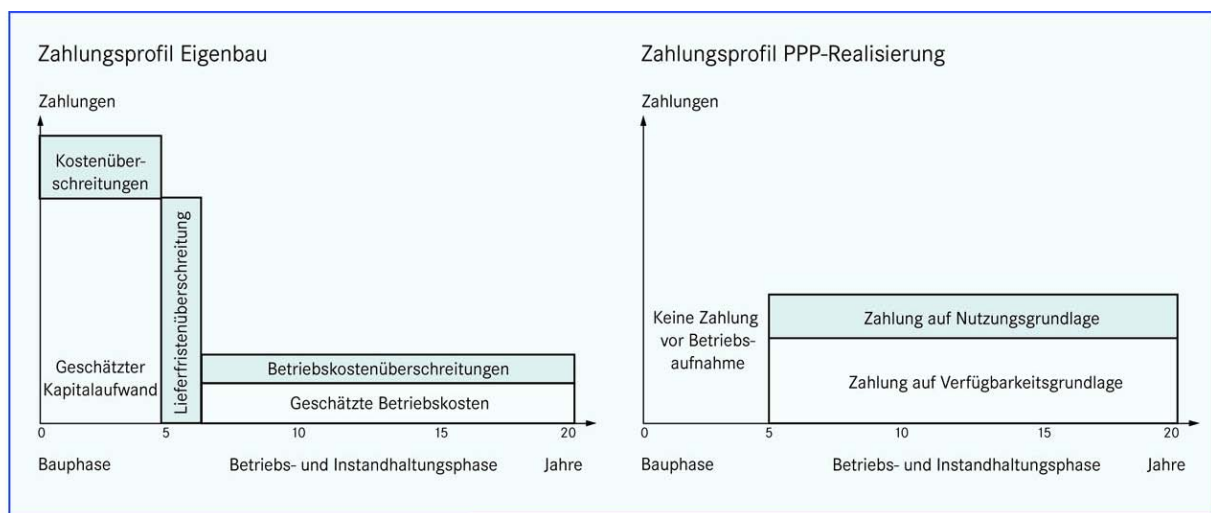 Zahlungsprofil Eigenbau
Zahlungen
Kostenüber-
schreitungen
Lieferfristenüberschreitung
Geschätzter
Kapitalaufwand
Betriebskostenüberschreitungen
Geschätzte Betriebskosten
0 5 10 15 20
Bauphase Betriebs- und Instandhaltungsphase Jahre
Zahlungsprofil PPP-Realisierung
Zahlungen
Keine Zahlung
vor Betriebs-
aufnahme
Zahlung auf Nutzungsgrundlage
Zahlung auf Verfügbarkeitsgrundlage
0 5 10 15 20
Bauphase Betriebs- und Instandhaltungsphase Jahre